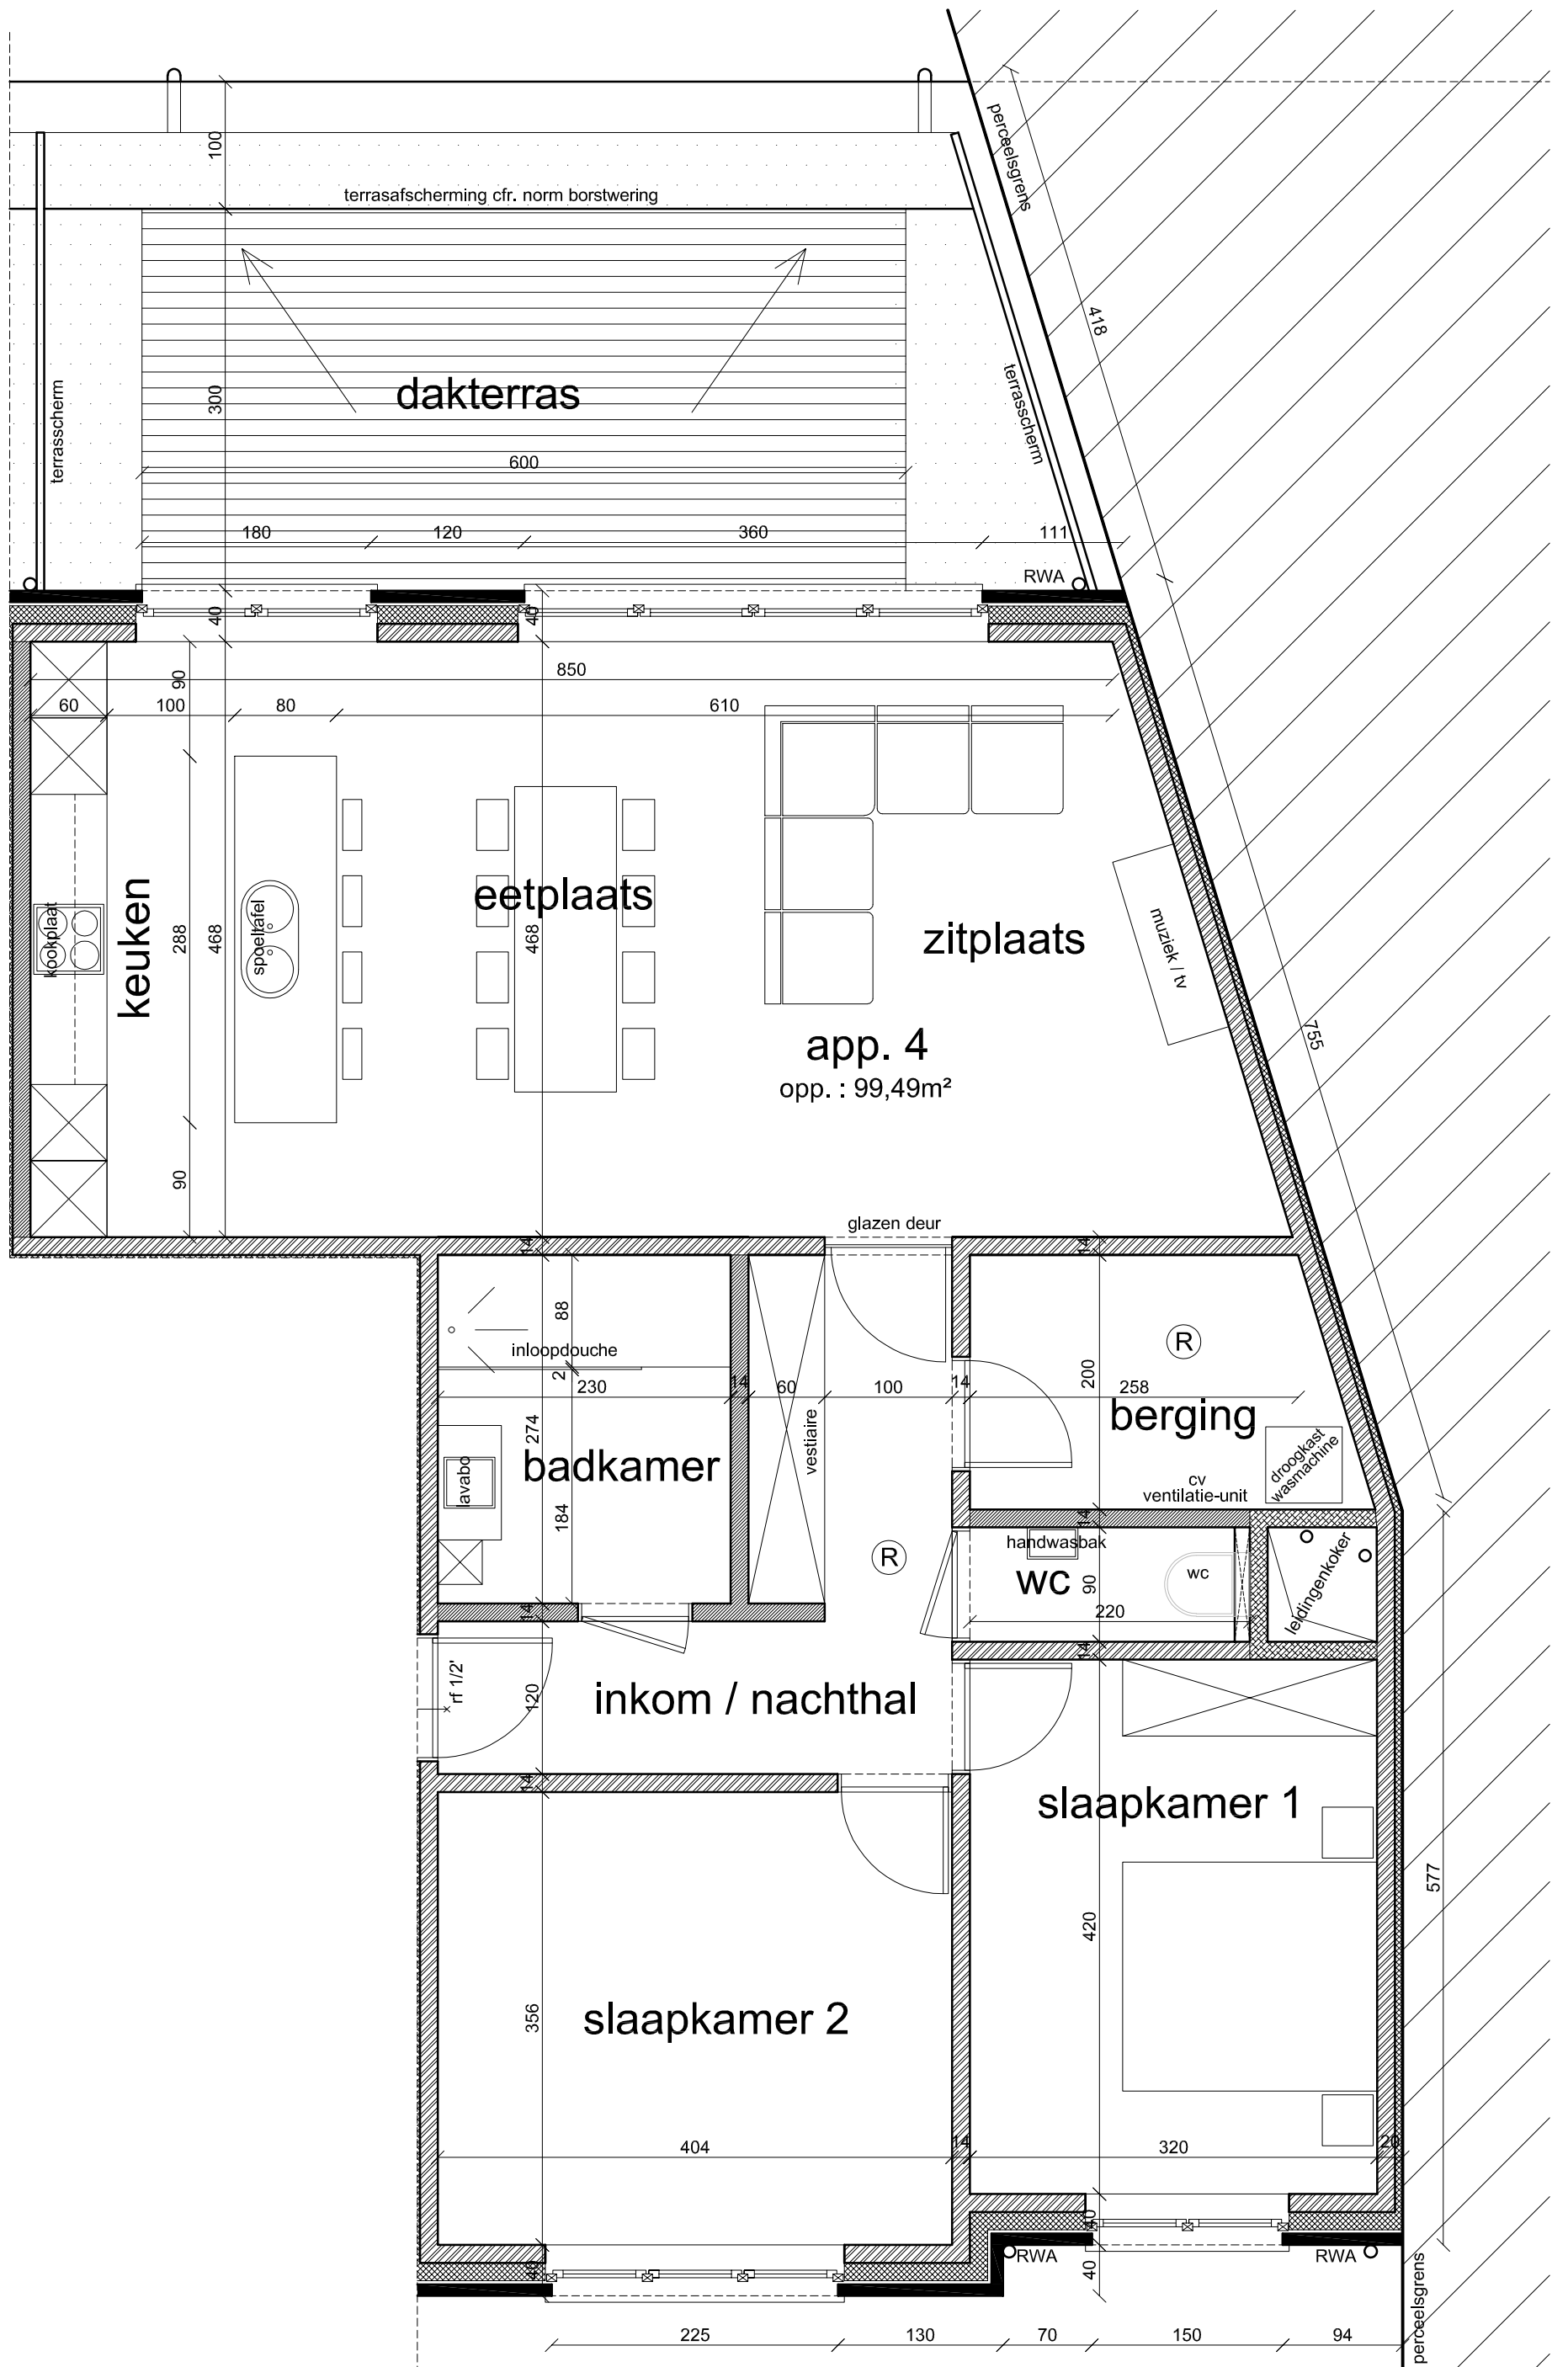 perceelsgrens
100
terrasafscherming cfr. norm borstwering
418
terrasscherm
300
dakterras
terrasscherm
600
180
120
360
111
RWA
40
40
850
90
60
100
80
610
kookplaat
keuken
288
468
spoeltafel
eetplaats
468
zitplaats
muziek / tv
755
app. 4
opp. : 99,49m²
90
glazen deur
14
14
88
R
inloopdouche
2
230
14
60
100
14
200
258
274
vestiaire
berging
lavabo
badkamer
droogkast
wasmachine
cv
ventilatie-unit
184
14
R
handwasbak
wc
90
wc
leidingenkoker
220
14
14
rf 1/2'
120
inkom / nachthal
14
slaapkamer 1
577
420
356
slaapkamer 2
404
14
320
20
40
40
RWA
40
RWA
perceelsgrens
225
130
70
150
94